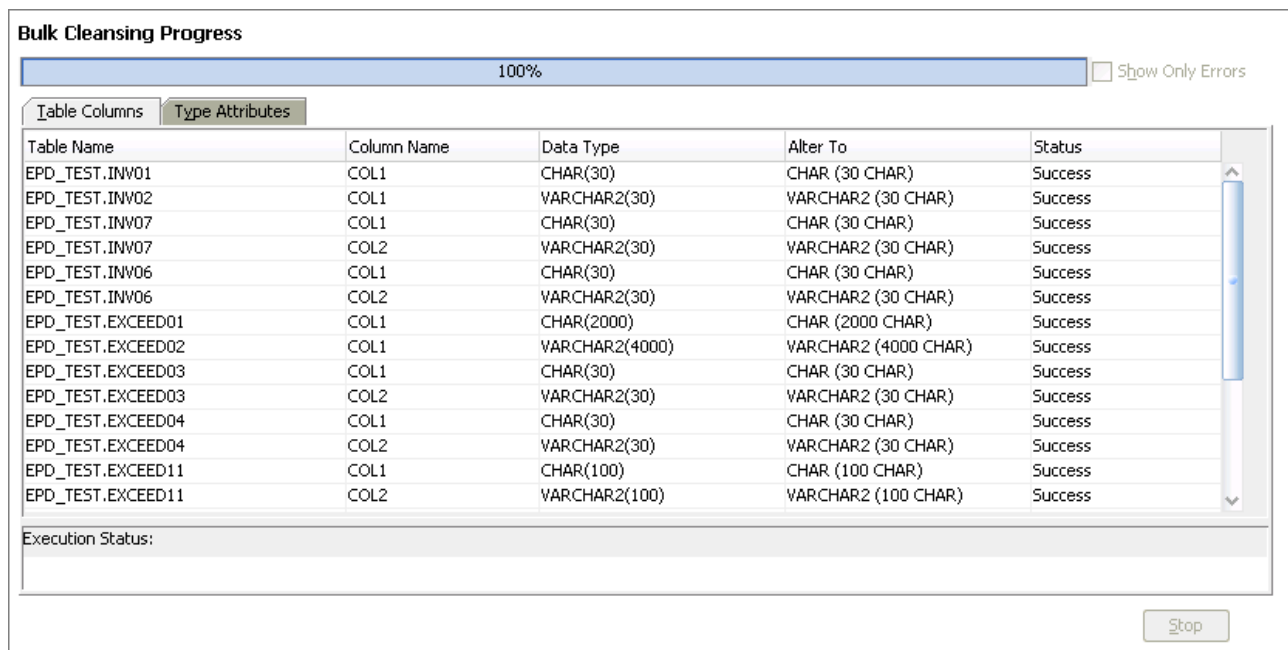 Bulk Cleansing Progress
100% Show Only Errors
Table Columns Type Attributes
Table Name Column Name Data Type Alter To Status
EPD_TEST.INV01 COL1 CHAR(30) CHAR (30 CHAR) Success
EPD_TEST.INV02 COL1 VARCHAR2(30) VARCHAR2 (30 CHAR) Success
EPD_TEST.INV07 COL1 CHAR(30) CHAR (30 CHAR) Success
EPD_TEST.INV07 COL2 VARCHAR2(30) VARCHAR2 (30 CHAR) Success
EPD_TEST.INV06 COL1 CHAR(30) CHAR (30 CHAR) Success
EPD_TEST.INV06 COL2 VARCHAR2(30) VARCHAR2 (30 CHAR) Success
EPD_TEST.EXCEED01 COL1 CHAR(2000) CHAR (2000 CHAR) Success
EPD_TEST.EXCEED02 COL1 VARCHAR2(4000) VARCHAR2 (4000 CHAR) Success
EPD_TEST.EXCEED03 COL1 CHAR(30) CHAR (30 CHAR) Success
EPD_TEST.EXCEED03 COL2 VARCHAR2(30) VARCHAR2 (30 CHAR) Success
EPD_TEST.EXCEED04 COL1 CHAR(30) CHAR (30 CHAR) Success
EPD_TEST.EXCEED04 COL2 VARCHAR2(30) VARCHAR2 (30 CHAR) Success
EPD_TEST.EXCEED11 COL1 CHAR(100) CHAR (100 CHAR) Success
EPD_TEST.EXCEED11 COL2 VARCHAR2(100) VARCHAR2 (100 CHAR) Success
Execution Status:
Stop